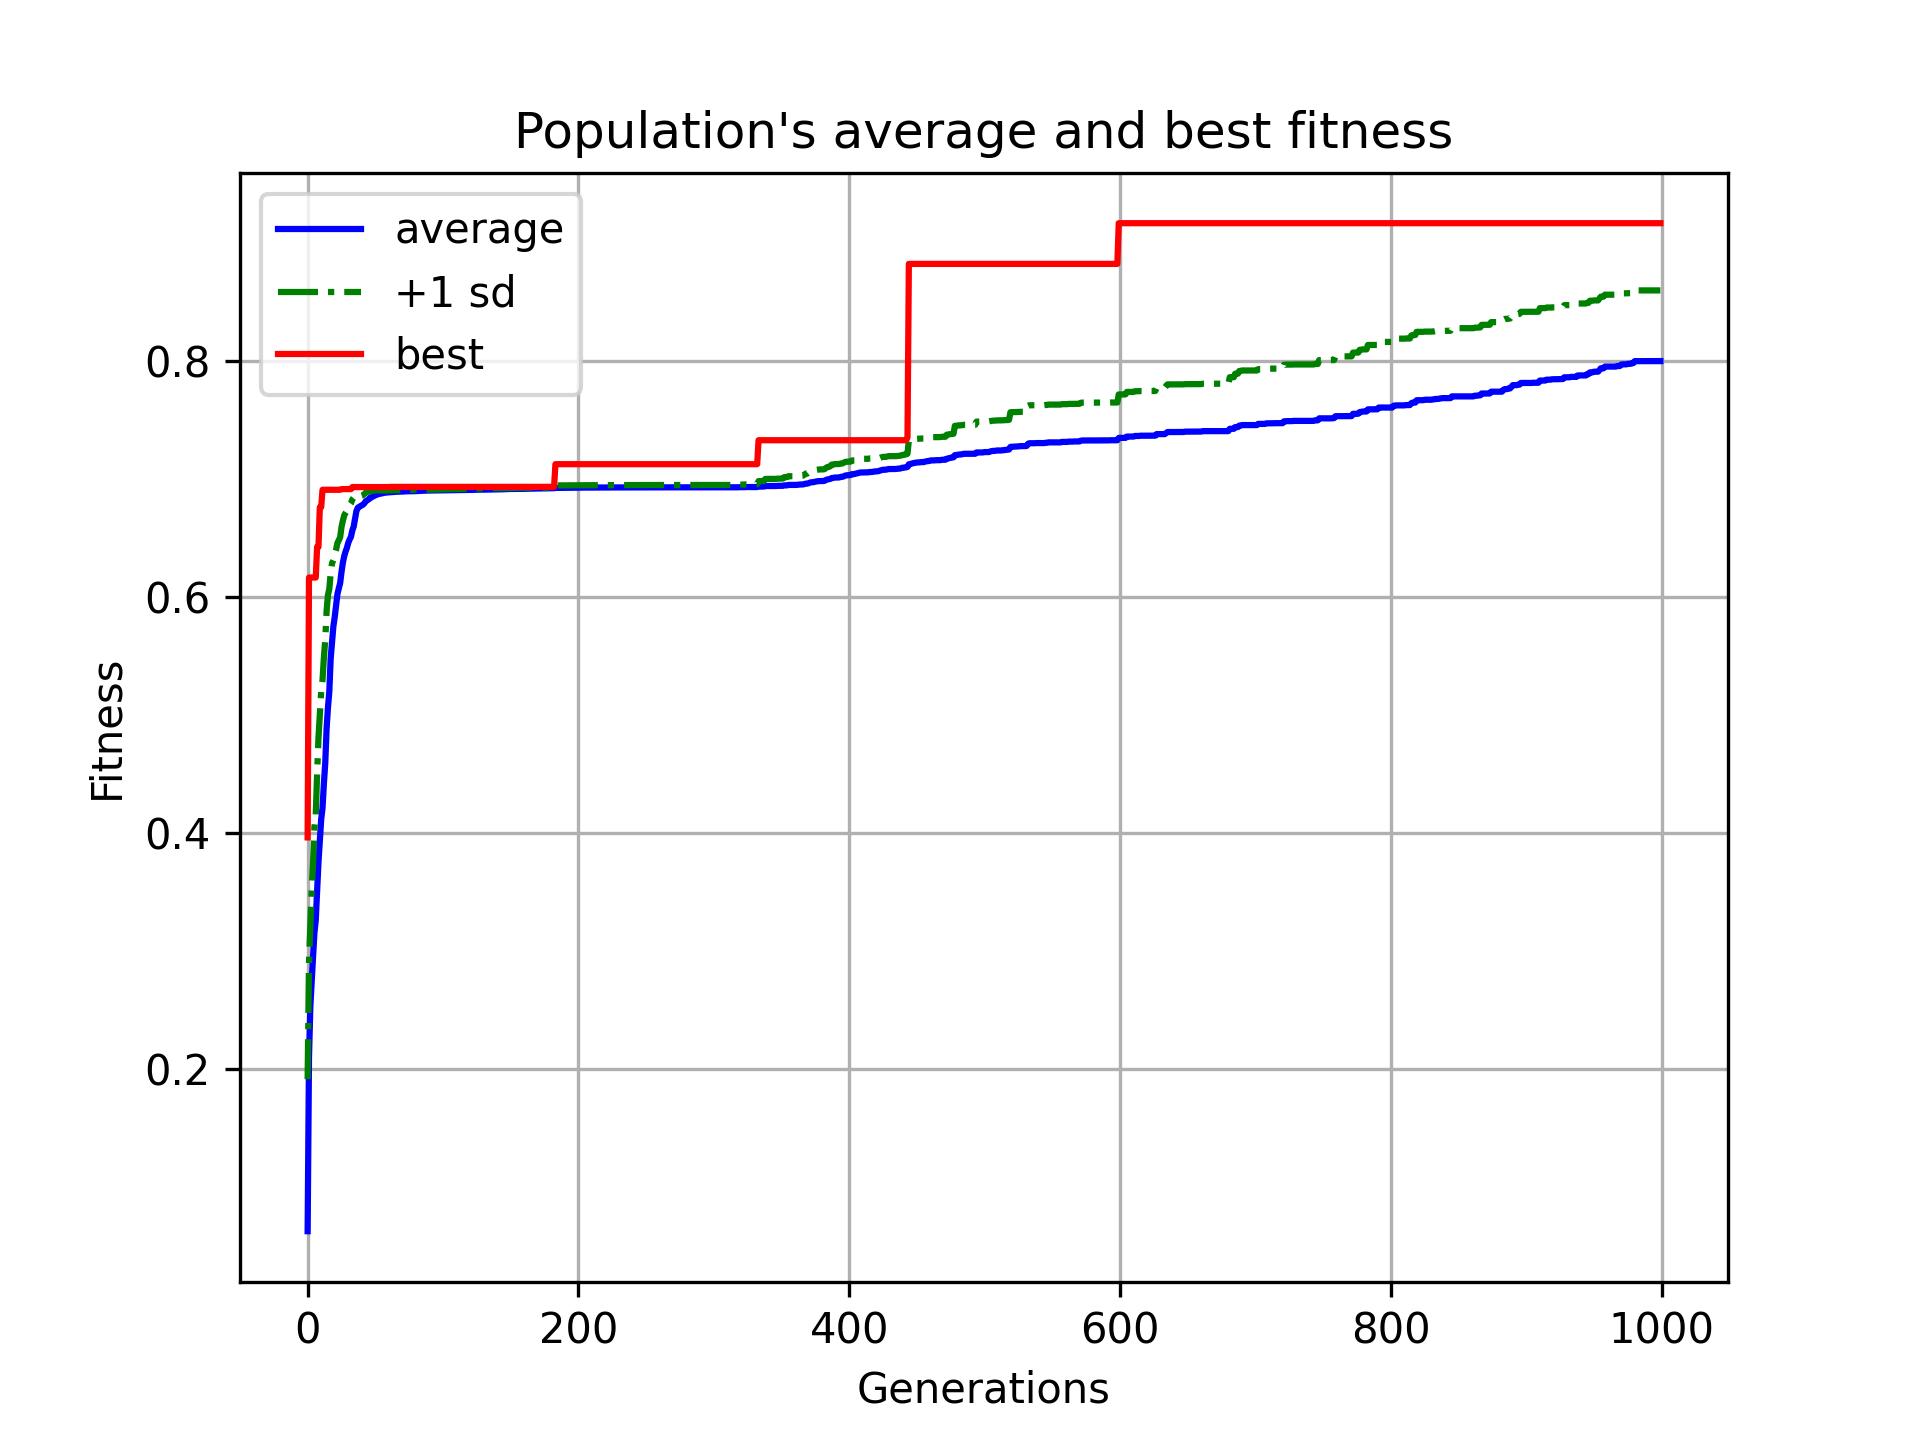 Population's average and best fitness
average
+1 sd
best
0.8
0.6
0.4
0.2
Fitness
0 200 400 600 800 1000
Generations